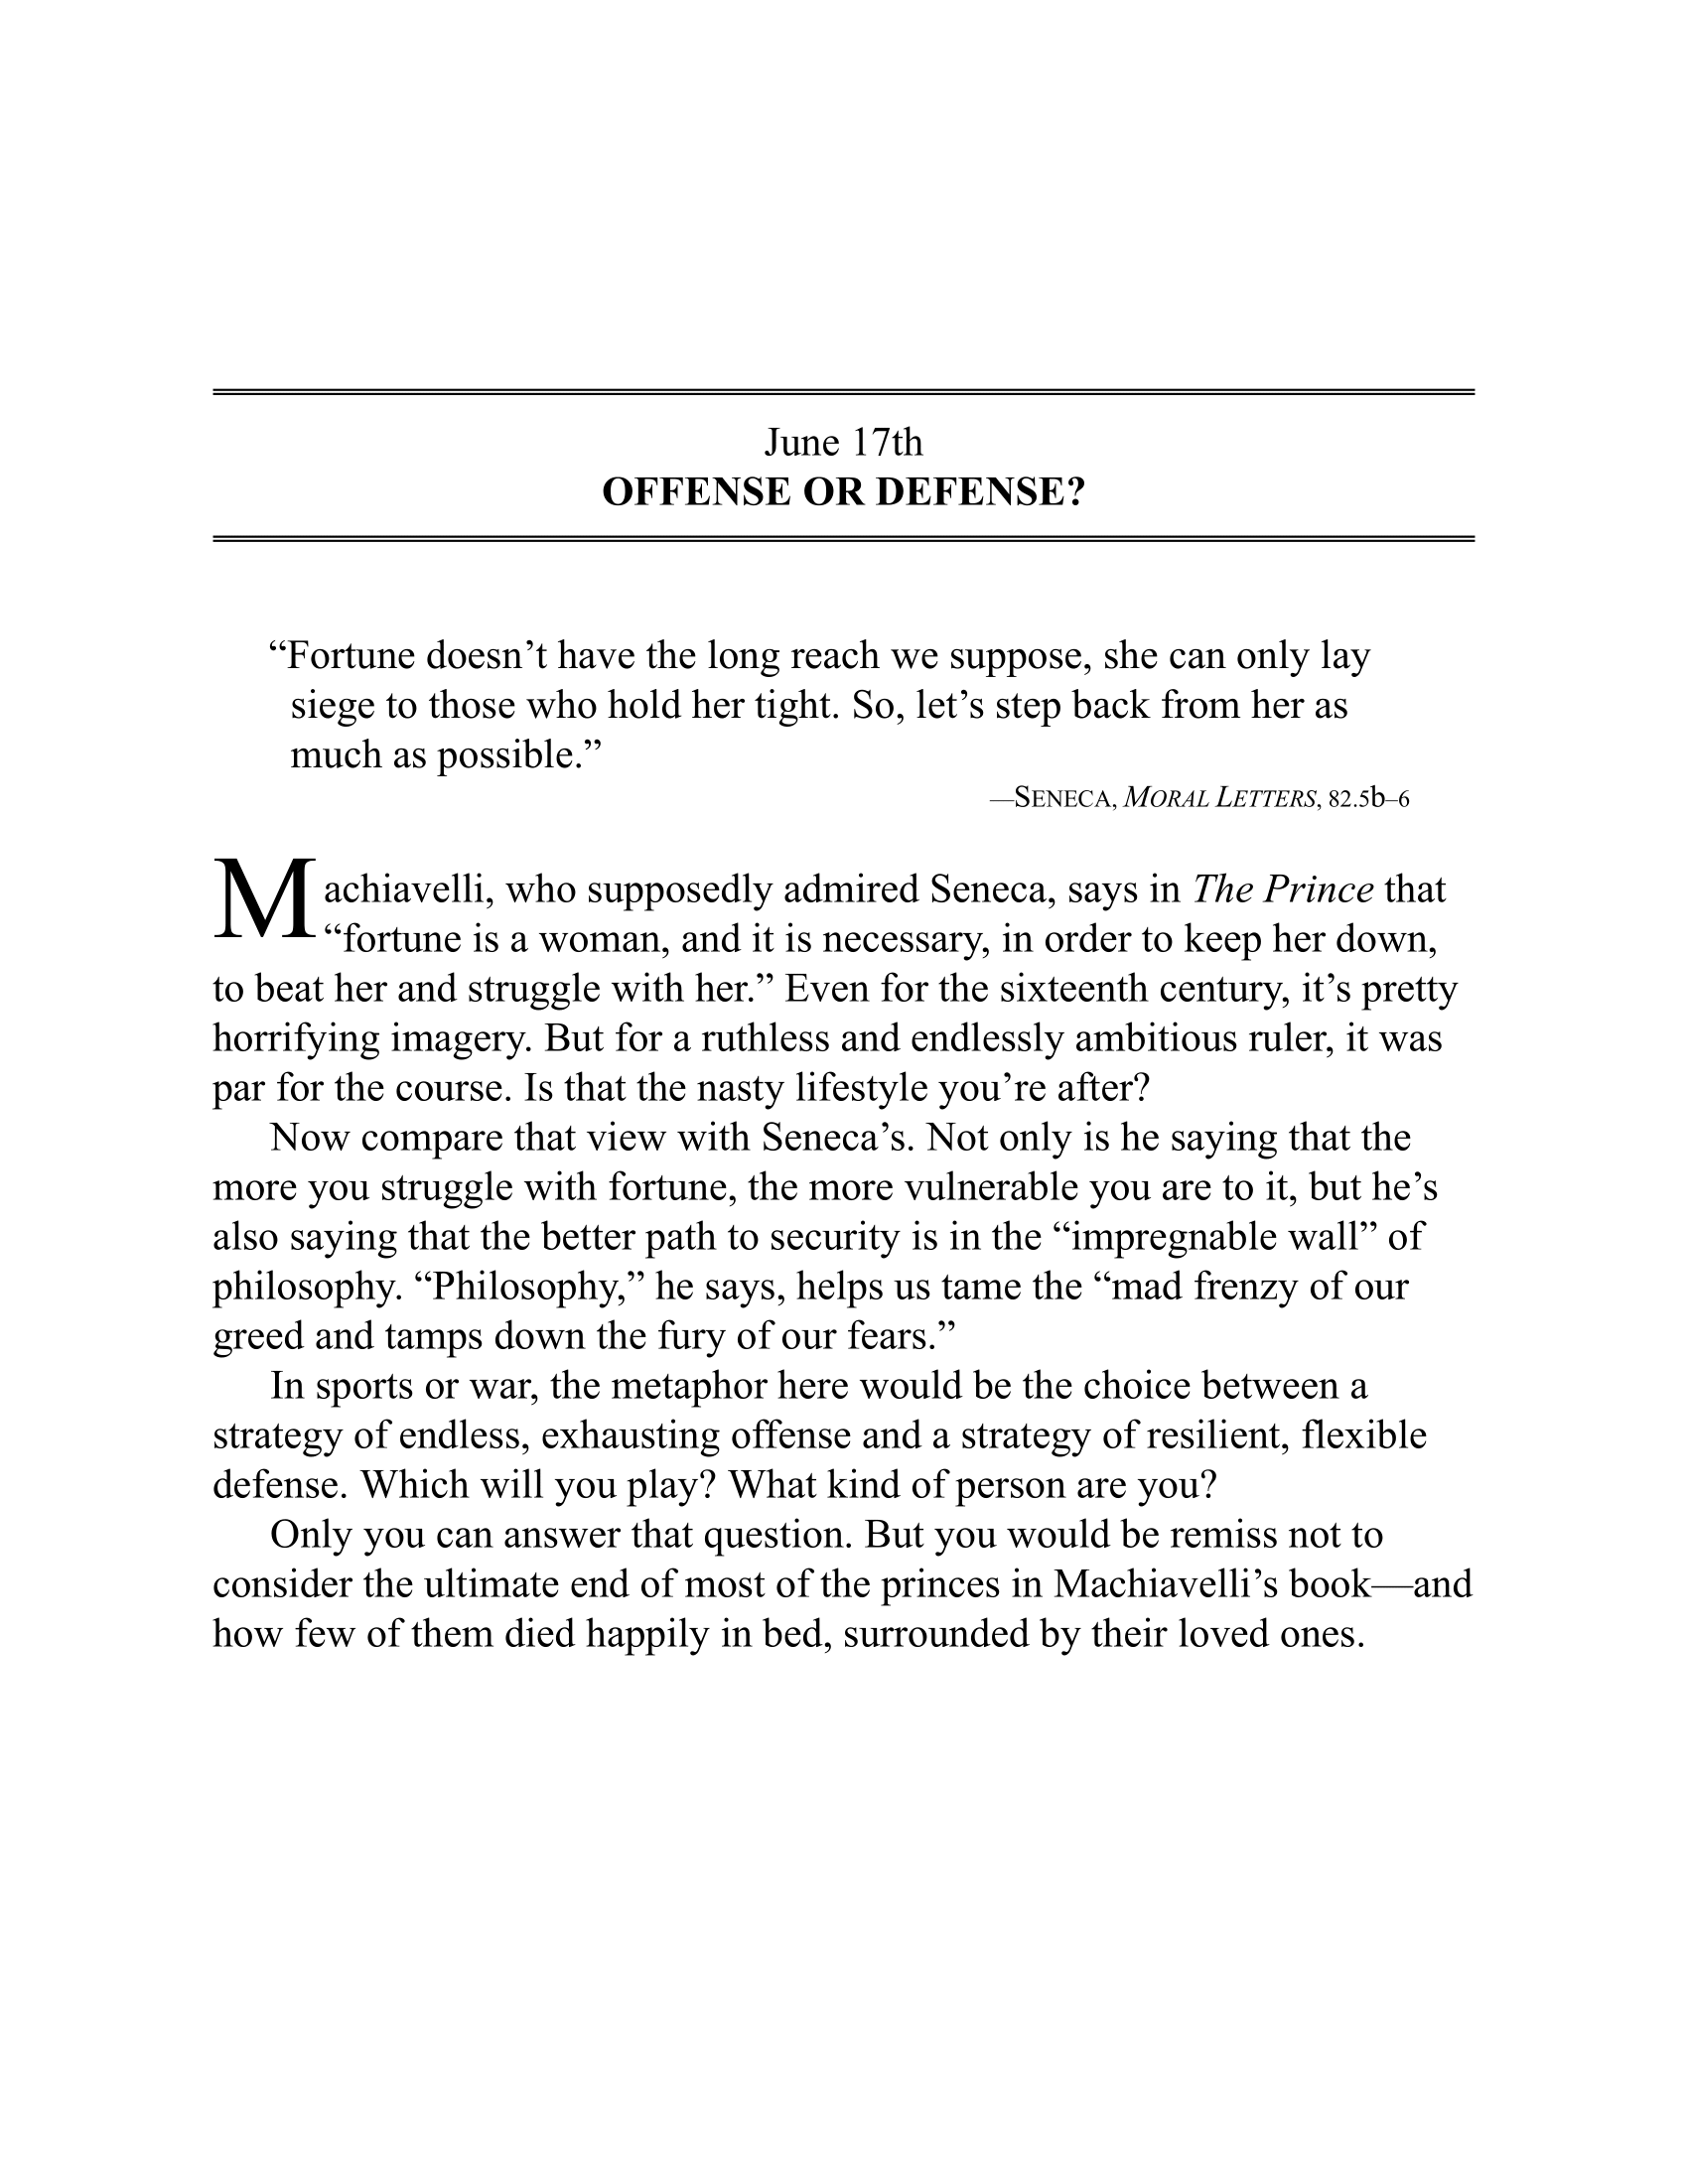 June 17th
OFFENSE OR DEFENSE?
“Fortune doesn’t have the long reach we suppose, she can only lay
siege to those who hold her tight. So, let’s step back from her as
much as possible.”
—SENECA, MORAL LETTERS, 82.5b–6
Machiavelli, who supposedly admired Seneca, says in The Prince that
“fortune is a woman, and it is necessary, in order to keep her down,
to beat her and struggle with her.” Even for the sixteenth century, it’s pretty
horrifying imagery. But for a ruthless and endlessly ambitious ruler, it was
par for the course. Is that the nasty lifestyle you’re after?
Now compare that view with Seneca’s. Not only is he saying that the
more you struggle with fortune, the more vulnerable you are to it, but he’s
also saying that the better path to security is in the “impregnable wall” of
philosophy. “Philosophy,” he says, helps us tame the “mad frenzy of our
greed and tamps down the fury of our fears.”
In sports or war, the metaphor here would be the choice between a
strategy of endless, exhausting offense and a strategy of resilient, flexible
defense. Which will you play? What kind of person are you?
Only you can answer that question. But you would be remiss not to
consider the ultimate end of most of the princes in Machiavelli’s book—and
how few of them died happily in bed, surrounded by their loved ones.